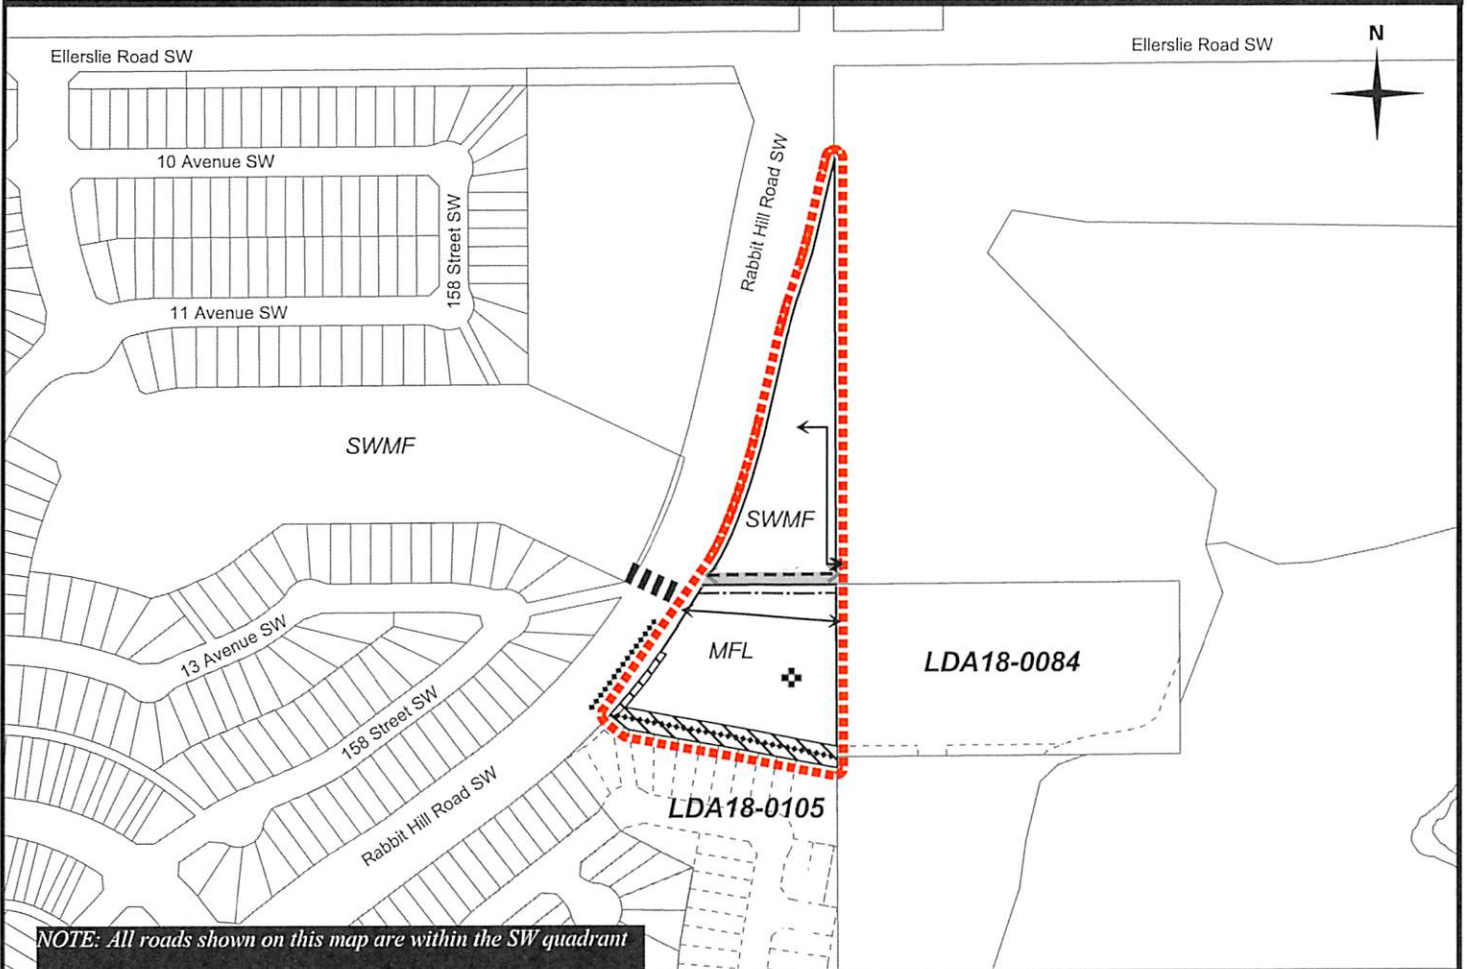 Ellerslie Road SW
Ellerslie Road SW
N
10 Avenue SW
158 Street SW
Rabbit Hill Road SW
11 Avenue SW
SWMF
SWMF
13 Avenue SW
MFL
LDA18-0084
158 Street SW
Rabbit Hill Road SW
LDA18-0105
NOTE: All roads shown on this map are within the SW quadrant